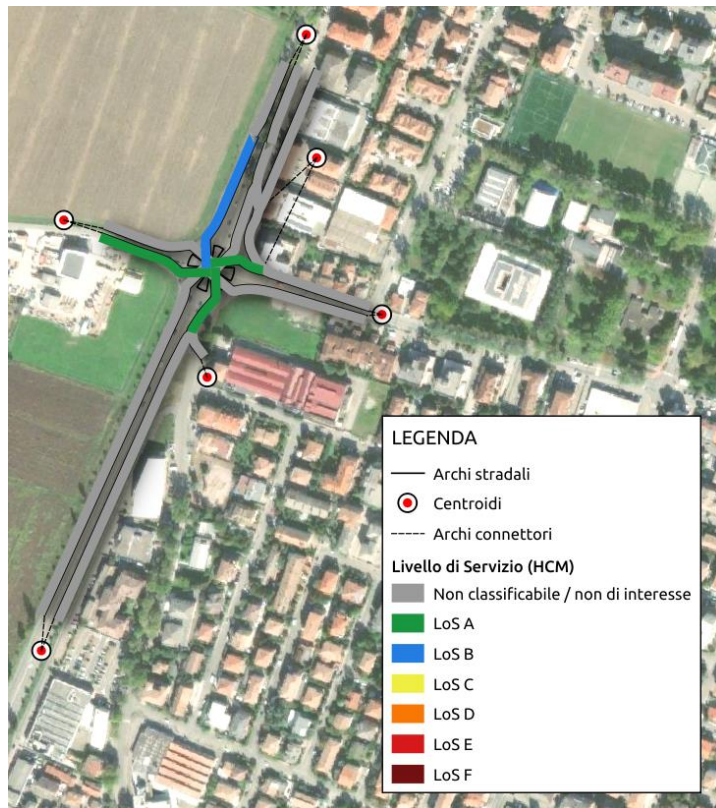 LEGENDA
Archi stradali
Centroidi
Archi connettori
Livello di Servizio (HCM)
Non classificabile / non di interesse
LoS A
LoS B
LoS C
LoS D
LoS E
LoS F